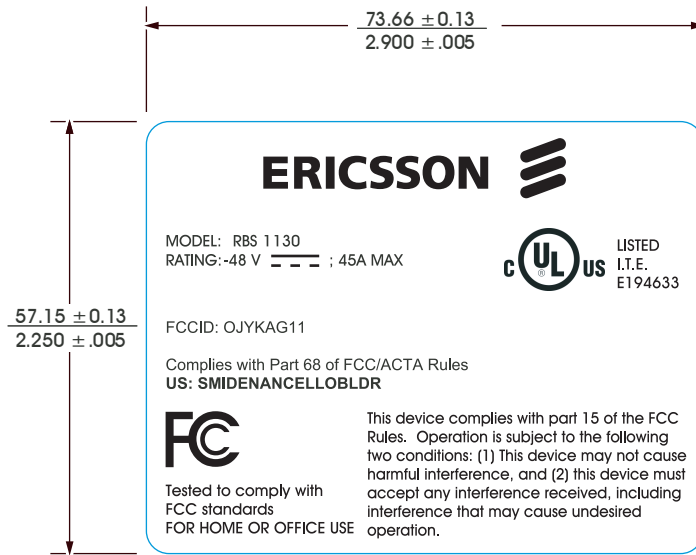 73.66 ±0.13
2.900 ±.005
57.15 ±0.13
2.250 ±.005
ERICSSON
MODEL: RBS 1130
RATING:-48 V ; 45A MAX
C UL ® US
LISTED
I.T.E.
E194633
FCCID: OJYKAG11
Complies with Part 68 of FCC/ACTA Rules
US: SMIDENANCELLOBLDR
FC
Tested to comply with
FCC standards
FOR HOME OR OFFICE USE
This device complies with part 15 of the FCC
Rules. Operation is subject to the following
two conditions: (1) This device may not cause
harmful interference, and (2) this device must
accept any interference received, including
interference that may cause undesired
operation.